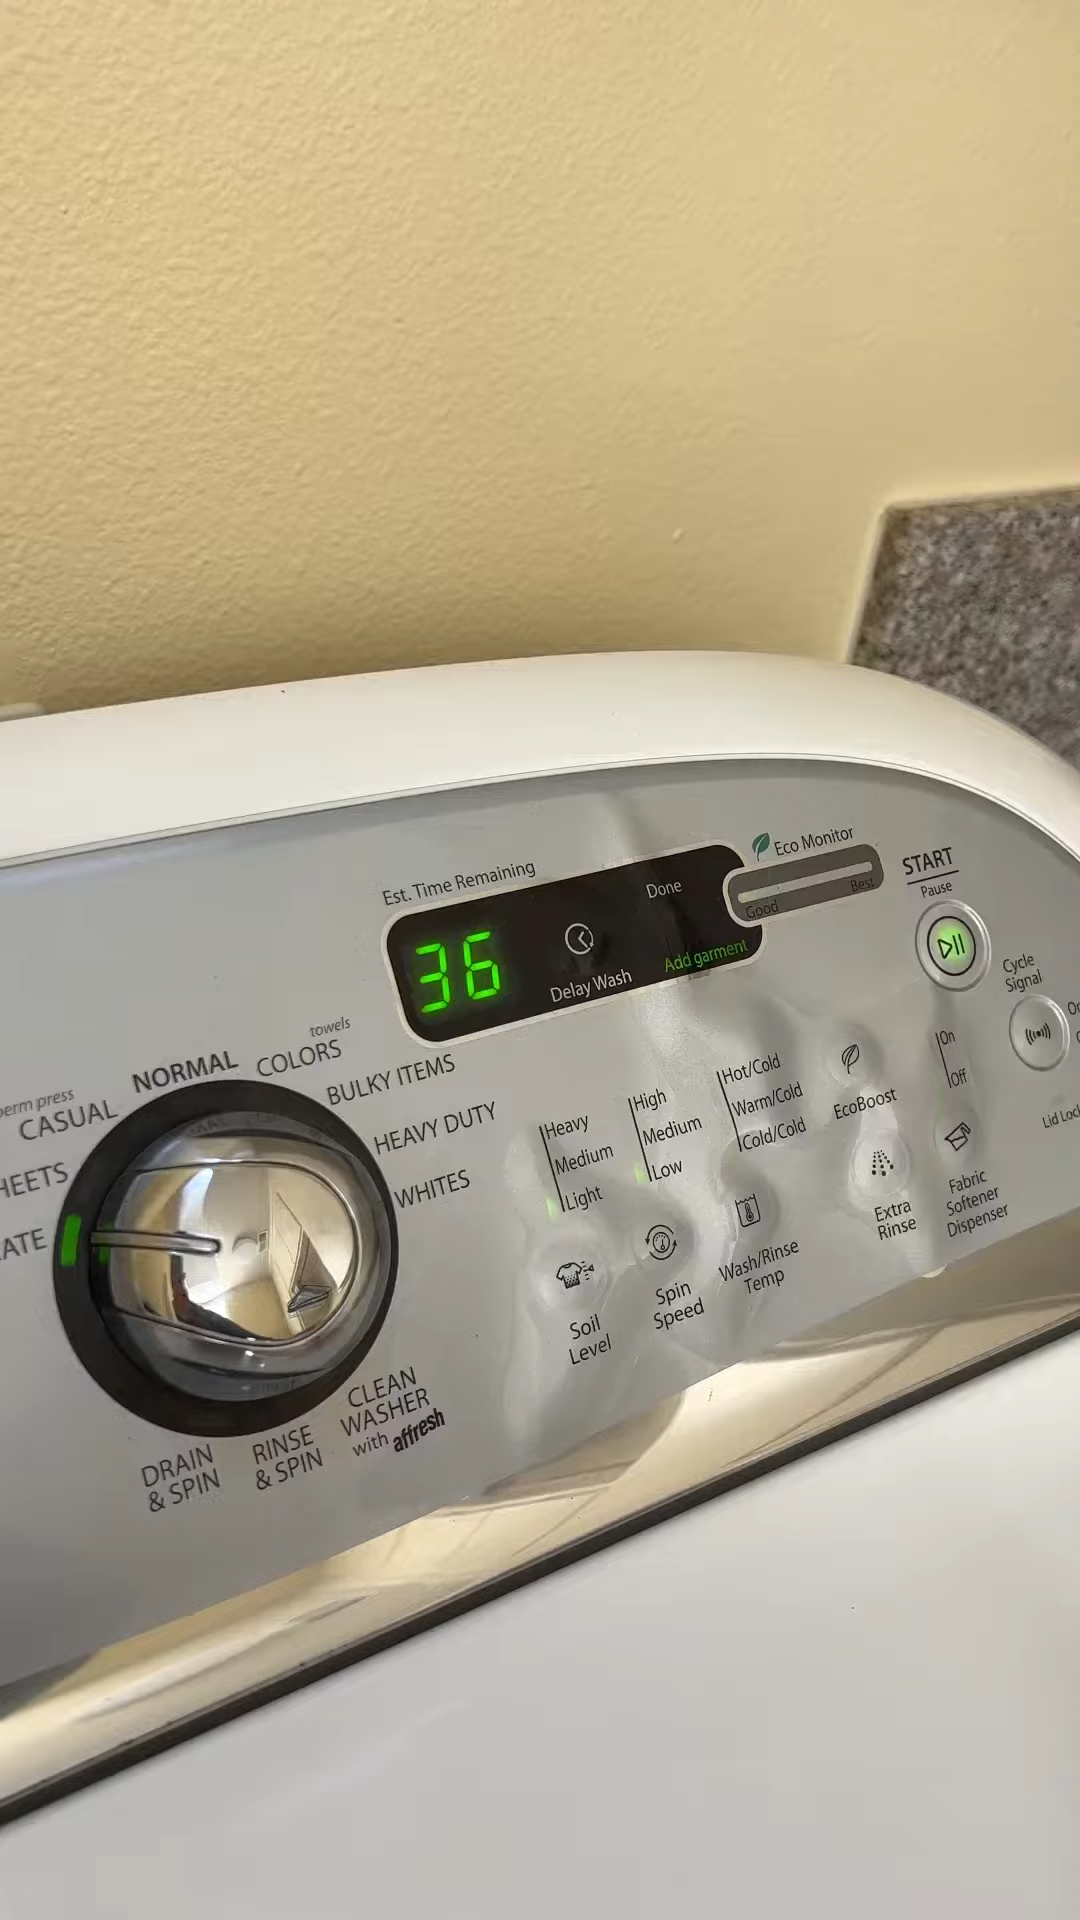 Est. Time Remaining
36
Delay Wash
Done
Add garment
Eco Monitor
Good
Best
START
Pause
Cycle
Signal
On
Off
Lid Lock
perm press
CASUAL
NORMAL
towels
COLORS
BULKY ITEMS
HEAVY DUTY
WHITES
HEETS
ATE
CLEAN
WASHER
with affresh
RINSE
& SPIN
DRAIN
& SPIN
Heavy
Medium
Light
Soil
Level
High
Medium
Low
Spin
Speed
Hot/Cold
Warm/Cold
Cold/Cold
Wash/Rinse
Temp
EcoBoost
Extra
Rinse
Fabric
Softener
Dispenser